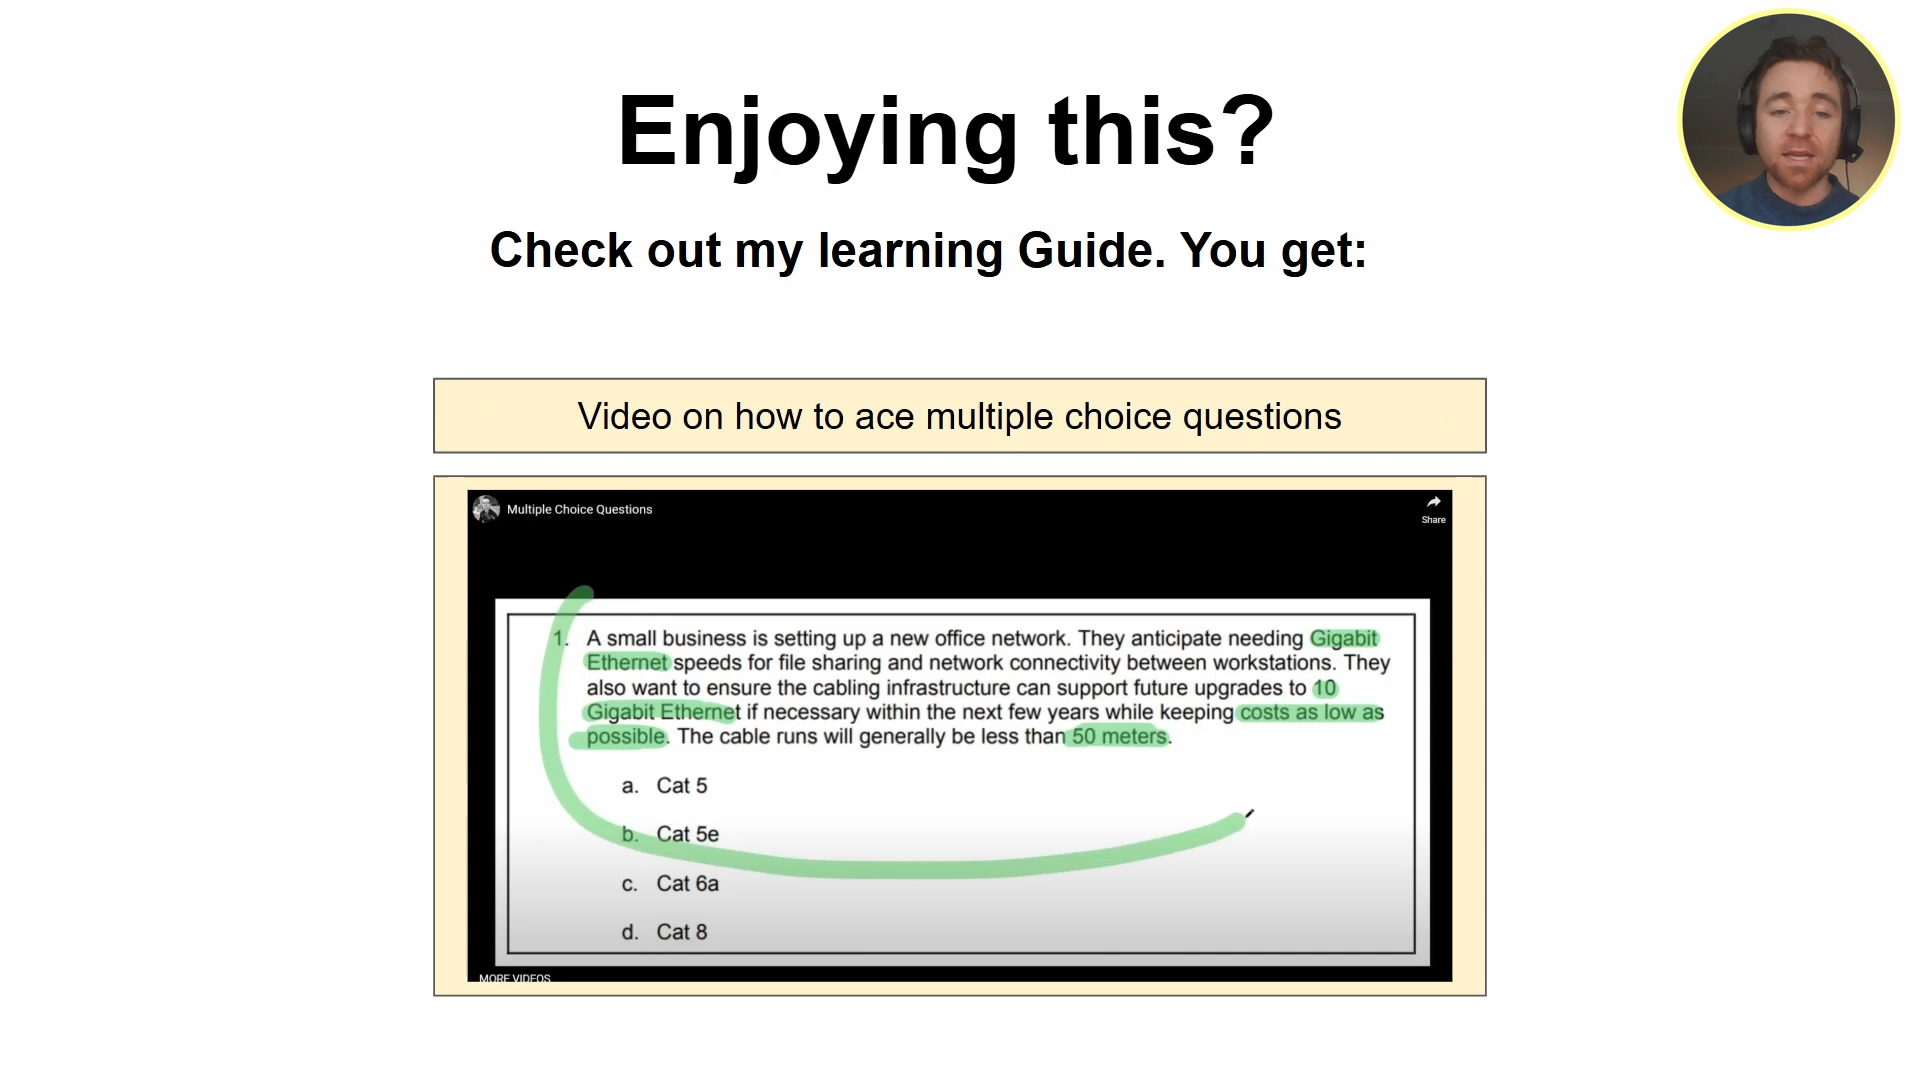 Enjoying this?
Check out my learning Guide. You get:
Video on how to ace multiple choice questions
Multiple Choice Questions
Share
1. A small business is setting up a new office network. They anticipate needing Gigabit
Ethernet speeds for file sharing and network connectivity between workstations. They
also want to ensure the cabling infrastructure can support future upgrades to 10
Gigabit Ethernet if necessary within the next few years while keeping costs as low as
possible. The cable runs will generally be less than 50 meters.
a. Cat 5
b. Cat 5e
c. Cat 6a
d. Cat 8
MORE VIDEOS